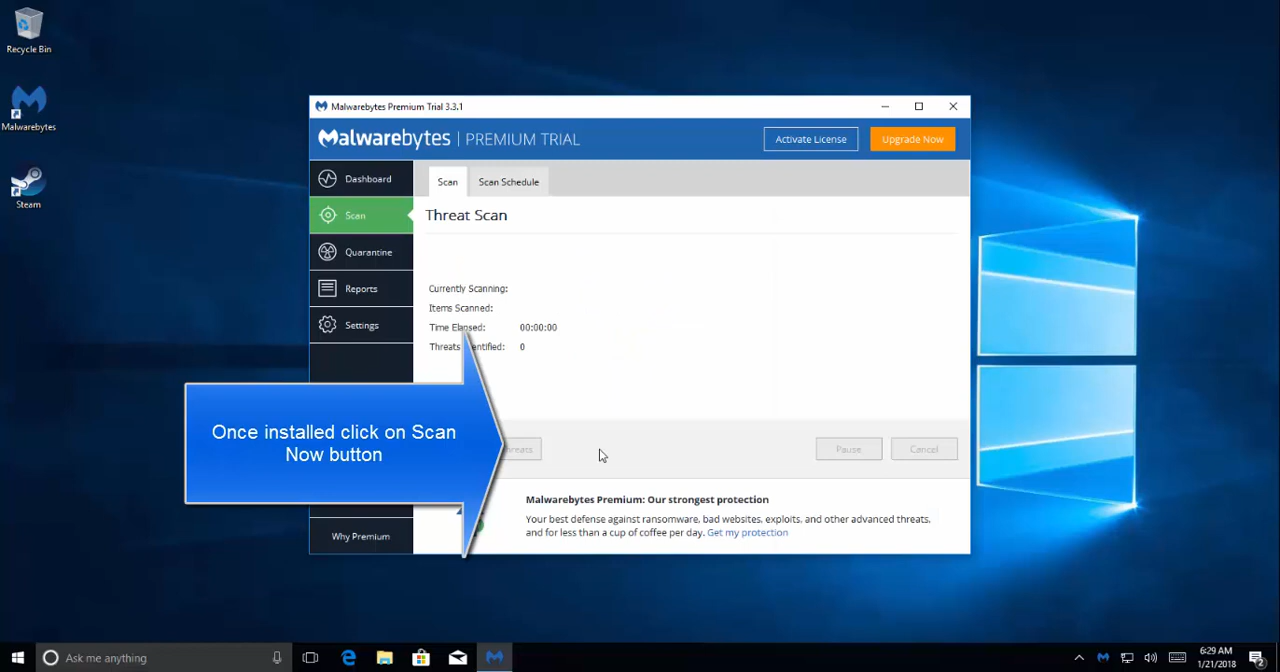 Recycle Bin
Malwarebytes
Steam
Malwarebytes Premium Trial 3.3.1
Malwarebytes | PREMIUM TRIAL
Activate License
Upgrade Now
Dashboard
Scan
Quarantine
Reports
Settings
Why Premium
Scan
Scan Schedule
Threat Scan
Currently Scanning:
Items Scanned:
Time Elapsed: 00:00:00
Threats 0
Once installed click on Scan
Now button
Pause
Cancel
Malwarebytes Premium: Our strongest protection
Your best defense against ransomware, bad websites, exploits, and other advanced threats,
and for less than a cup of coffee per day. Get my protection
Ask me anything
6:29 AM
1/21/2018
2